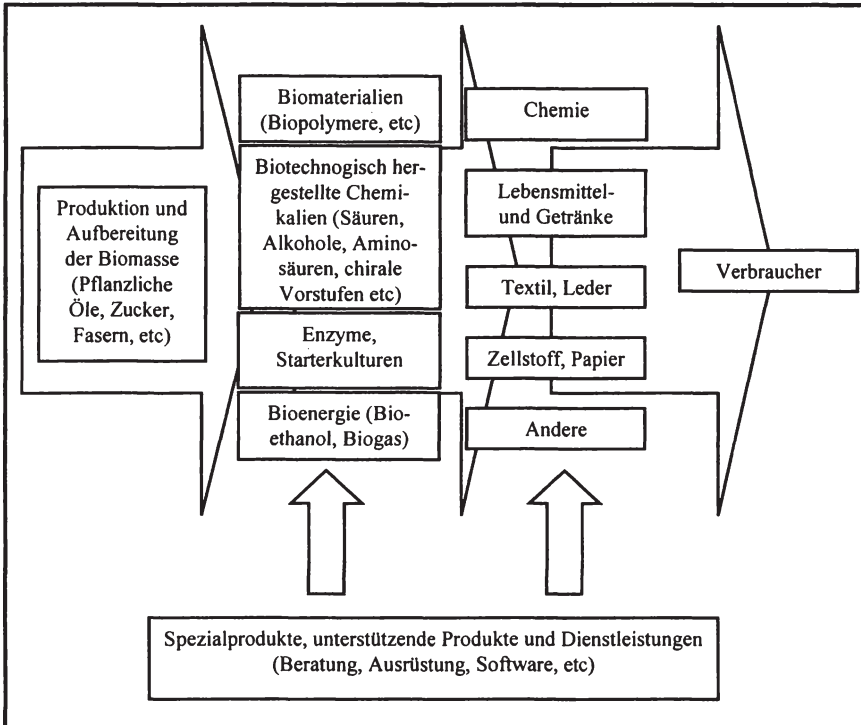 Produktion und
Aufbereitung
der Biomasse
(Pflanzliche
Öle, Zucker,
Fasern, etc)
Biomaterialien
(Biopolymere, etc)
Biotechnogisch her-
gestellte Chemi-
kalien (Säuren,
Alkohole, Amino-
säuren, chirale
Vorstufen etc)
Enzyme,
Starterkulturen
Bioenergie (Bio-
ethanol, Biogas)
Chemie
Lebensmittel-
und Getränke
Textil, Leder
Zellstoff, Papier
Andere
Verbraucher
Spezialprodukte, unterstützende Produkte und Dienstleistungen
(Beratung, Ausrüstung, Software, etc)